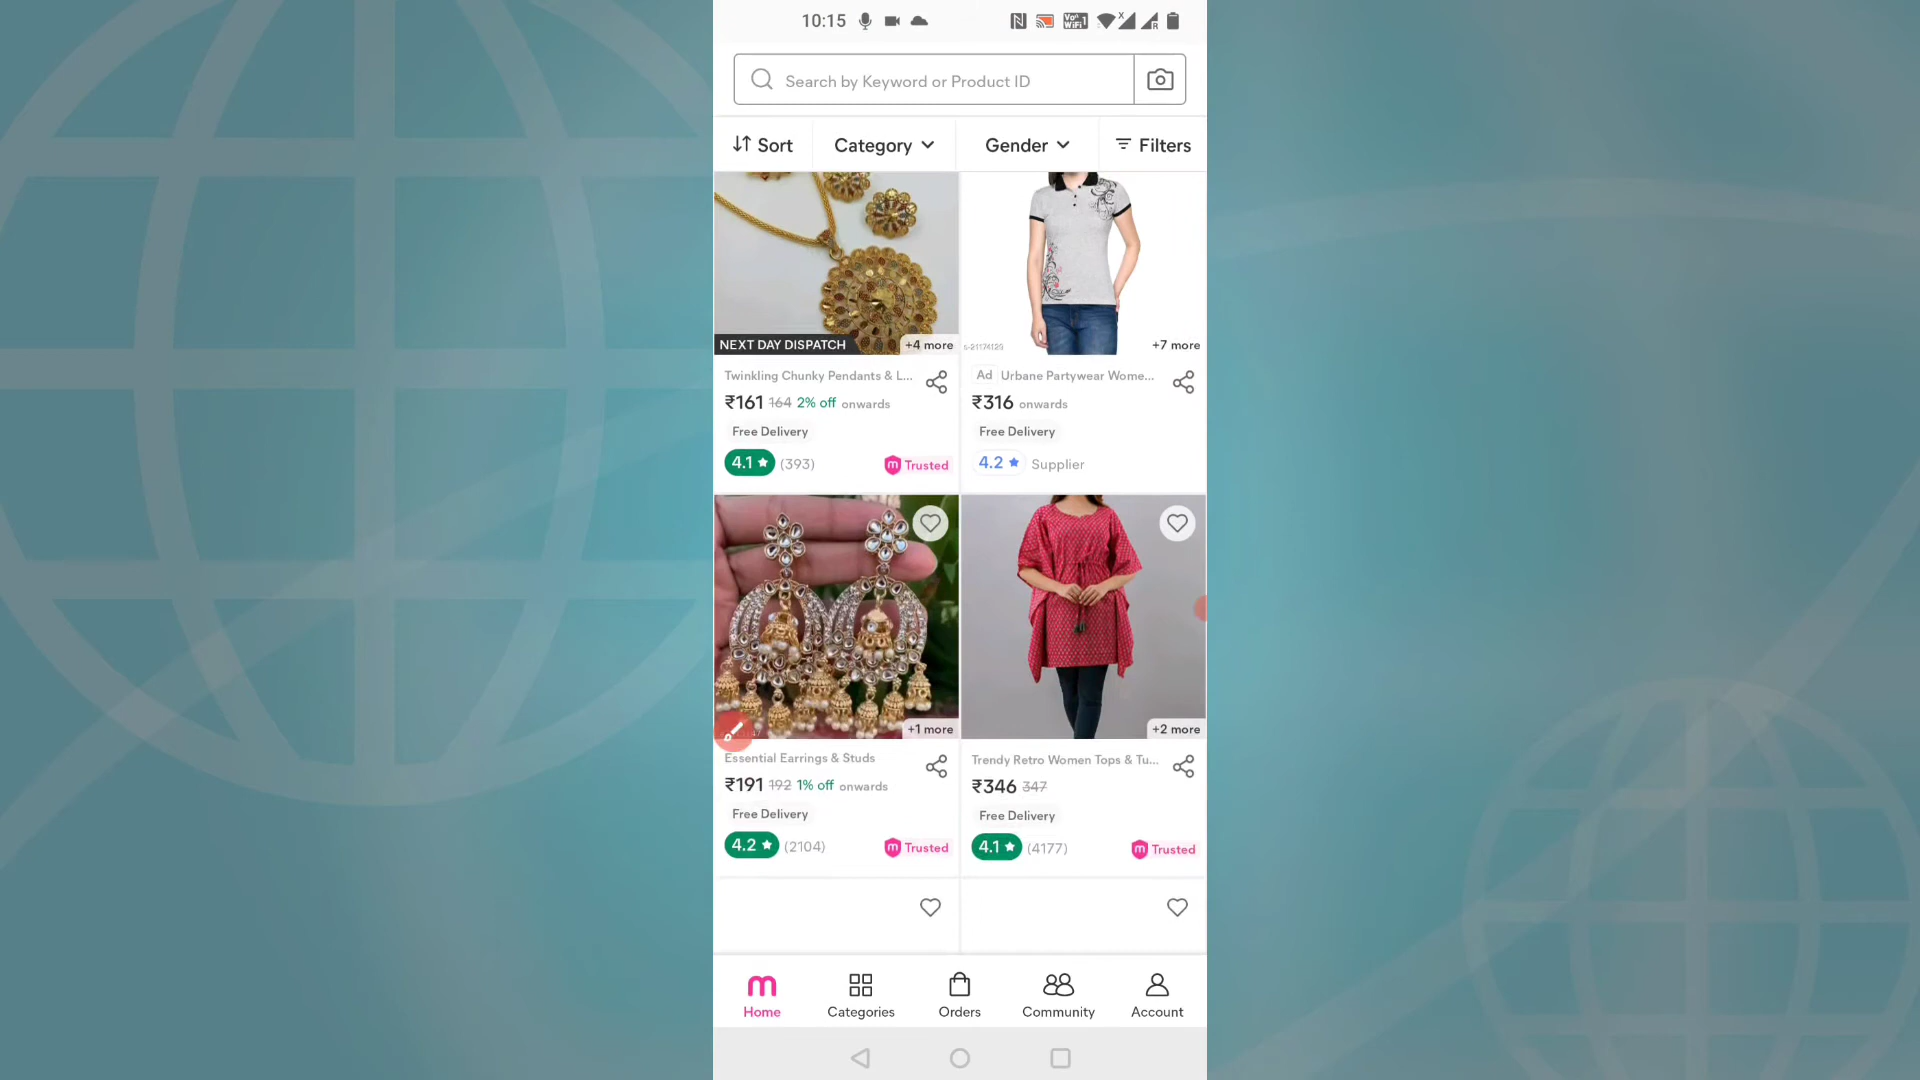 10:15
Vo))
WiFi1
X
R
Search by Keyword or Product ID
Sort
Category
Gender
Filters
NEXT DAY DISPATCH
+4 more
+7 more
Twinkling Chunky Pendants & L...
₹161 164 2% off onwards
Free Delivery
4.1 (393)
m Trusted
Ad Urbane Partywear Wome...
₹316 onwards
Free Delivery
4.2 Supplier
+1 more
+2 more
Essential Earrings & Studs
₹191 192 1% off onwards
Free Delivery
4.2 (2104)
m Trusted
Trendy Retro Women Tops & Tu...
₹346 347
Free Delivery
4.1 (4177)
m Trusted
m
Home
Categories
Orders
Community
Account